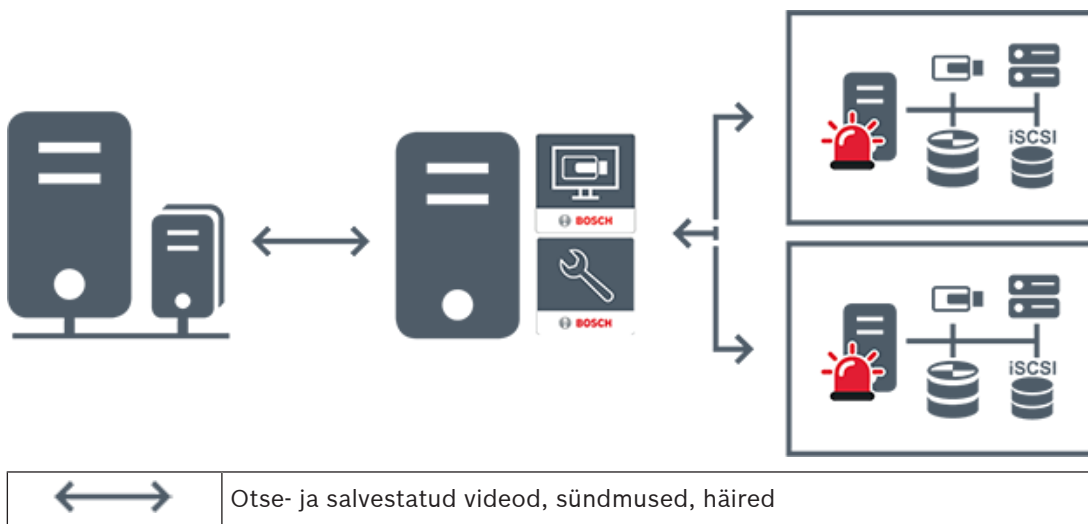 iSCSI
BOSCH
BOSCH
iSCSI
Otse- ja salvestatud videod, sündmused, häired